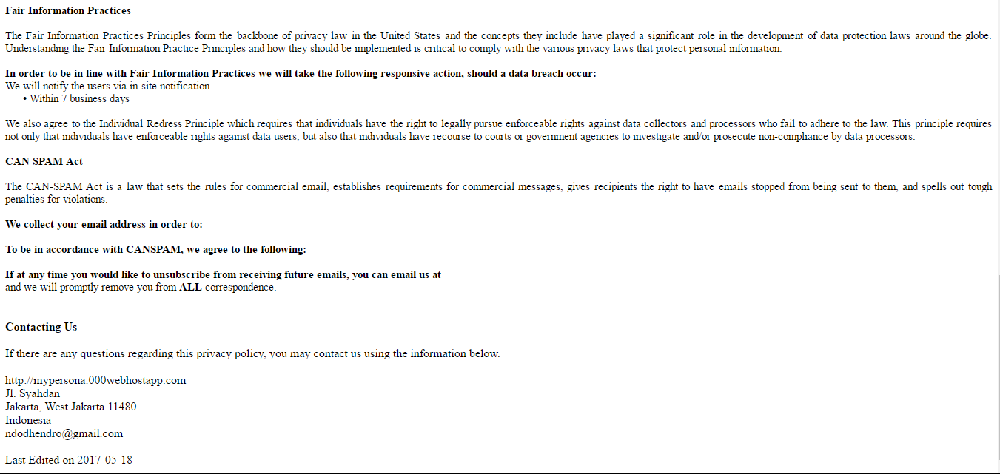 Fair Information Practices
The Fair Information Practices Principles form the backbone of privacy law in the United States and the concepts they include have played a significant role in the development of data protection laws around the globe.
Understanding the Fair Information Practice Principles and how they should be implemented is critical to comply with the various privacy laws that protect personal information.
In order to be in line with Fair Information Practices we will take the following responsive action, should a data breach occur:
We will notify the users via in-site notification
• Within 7 business days
We also agree to the Individual Redress Principle which requires that individuals have the right to legally pursue enforceable rights against data collectors and processors who fail to adhere to the law. This principle requires
not only that individuals have enforceable rights against data users, but also that individuals have recourse to courts or government agencies to investigate and/or prosecute non-compliance by data processors.
CAN SPAM Act
The CAN-SPAM Act is a law that sets the rules for commercial email, establishes requirements for commercial messages, gives recipients the right to have emails stopped from being sent to them, and spells out tough
penalties for violations.
We collect your email address in order to:
To be in accordance with CANSPAM, we agree to the following:
If at any time you would like to unsubscribe from receiving future emails, you can email us at
and we will promptly remove you from ALL correspondence.
Contacting Us
If there are any questions regarding this privacy policy, you may contact us using the information below.
http://mypersona.000webhostapp.com
Jl. Syahdan
Jakarta, West Jakarta 11480
Indonesia
ndodhendro@gmail.com
Last Edited on 2017-05-18